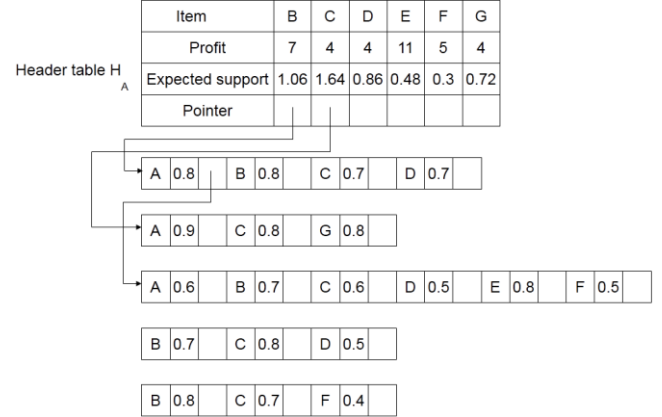 Item B C D E F G
Profit 7 4 4 11 5 4
Header table H A
Expected support 1.06 1.64 0.86 0.48 0.3 0.72
Pointer
A 0.8 B 0.8 C 0.7 D 0.7
A 0.9 C 0.8 G 0.8
A 0.6 B 0.7 C 0.6 D 0.5 E 0.8 F 0.5
B 0.7 C 0.8 D 0.5
B 0.8 C 0.7 F 0.4